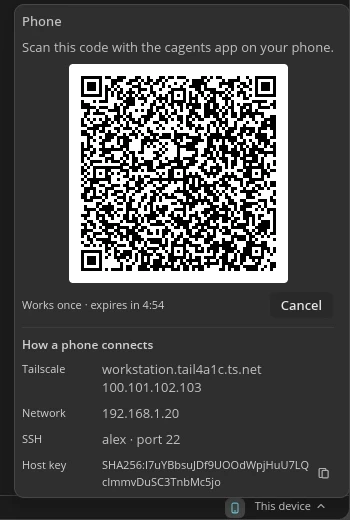 Phone
Scan this code with the cagents app on your phone.
Works once · expires in 4:54
Cancel
How a phone connects
Tailscale
workstation.tail4a1c.ts.net
100.101.102.103
Network
192.168.1.20
SSH
alex · port 22
Host key
SHA256:I7uYBbsuJDf9UOOdWpjHuU7LQ
cImmvDuSC3TnbMc5jo
This device